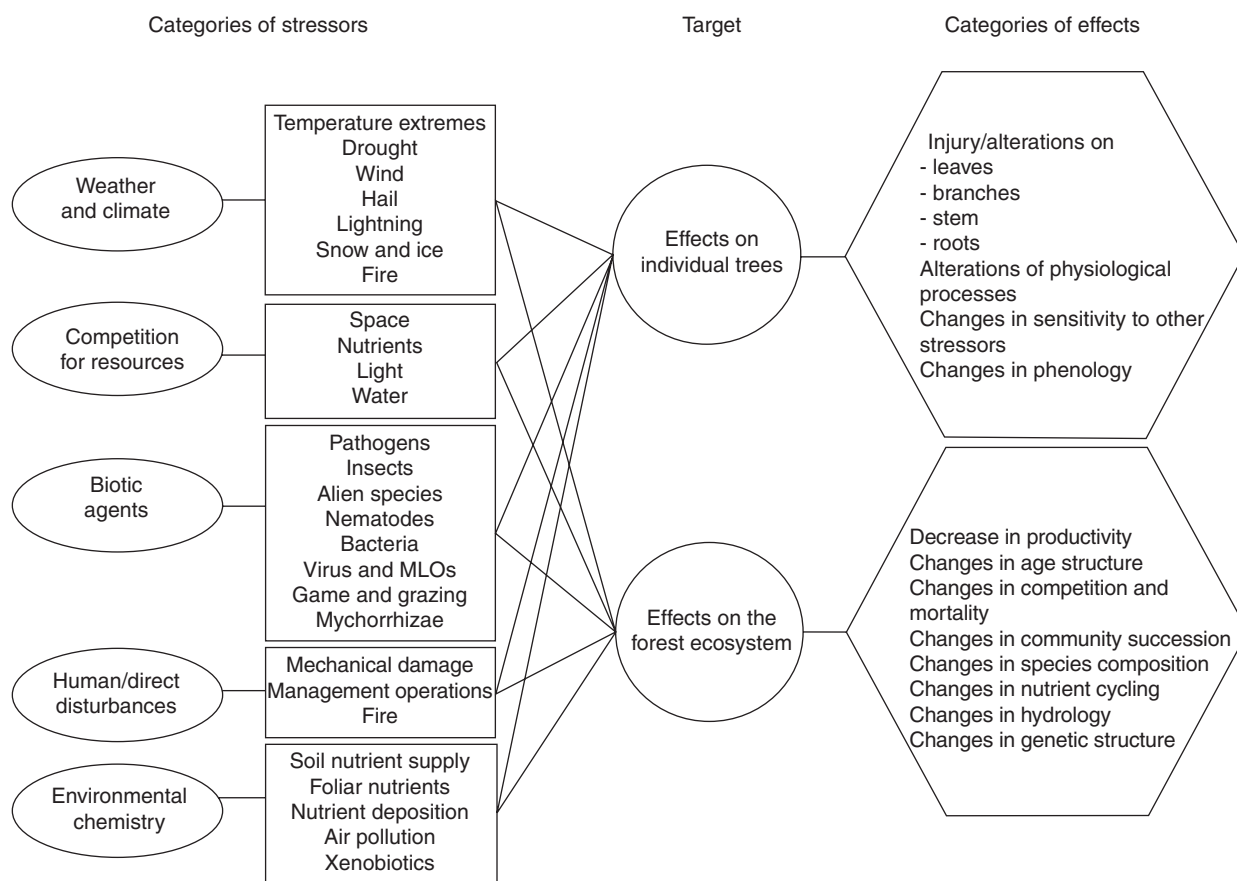 Categories of stressors
Target
Categories of effects
Weather
and climate
Temperature extremes
Drought
Wind
Hail
Lightning
Snow and ice
Fire
Competition
for resources
Space
Nutrients
Light
Water
Biotic
agents
Pathogens
Insects
Alien species
Nematodes
Bacteria
Virus and MLOs
Game and grazing
Mychorrhizae
Human/direct
disturbances
Mechanical damage
Management operations
Fire
Environmental
chemistry
Soil nutrient supply
Foliar nutrients
Nutrient deposition
Air pollution
Xenobiotics
Effects on
individual trees
Effects on the
forest ecosystem
Injury/alterations on
- leaves
- branches
- stem
- roots
Alterations of physiological
processes
Changes in sensitivity to other
stressors
Changes in phenology
Decrease in productivity
Changes in age structure
Changes in competition and
mortality
Changes in community succession
Changes in species composition
Changes in nutrient cycling
Changes in hydrology
Changes in genetic structure